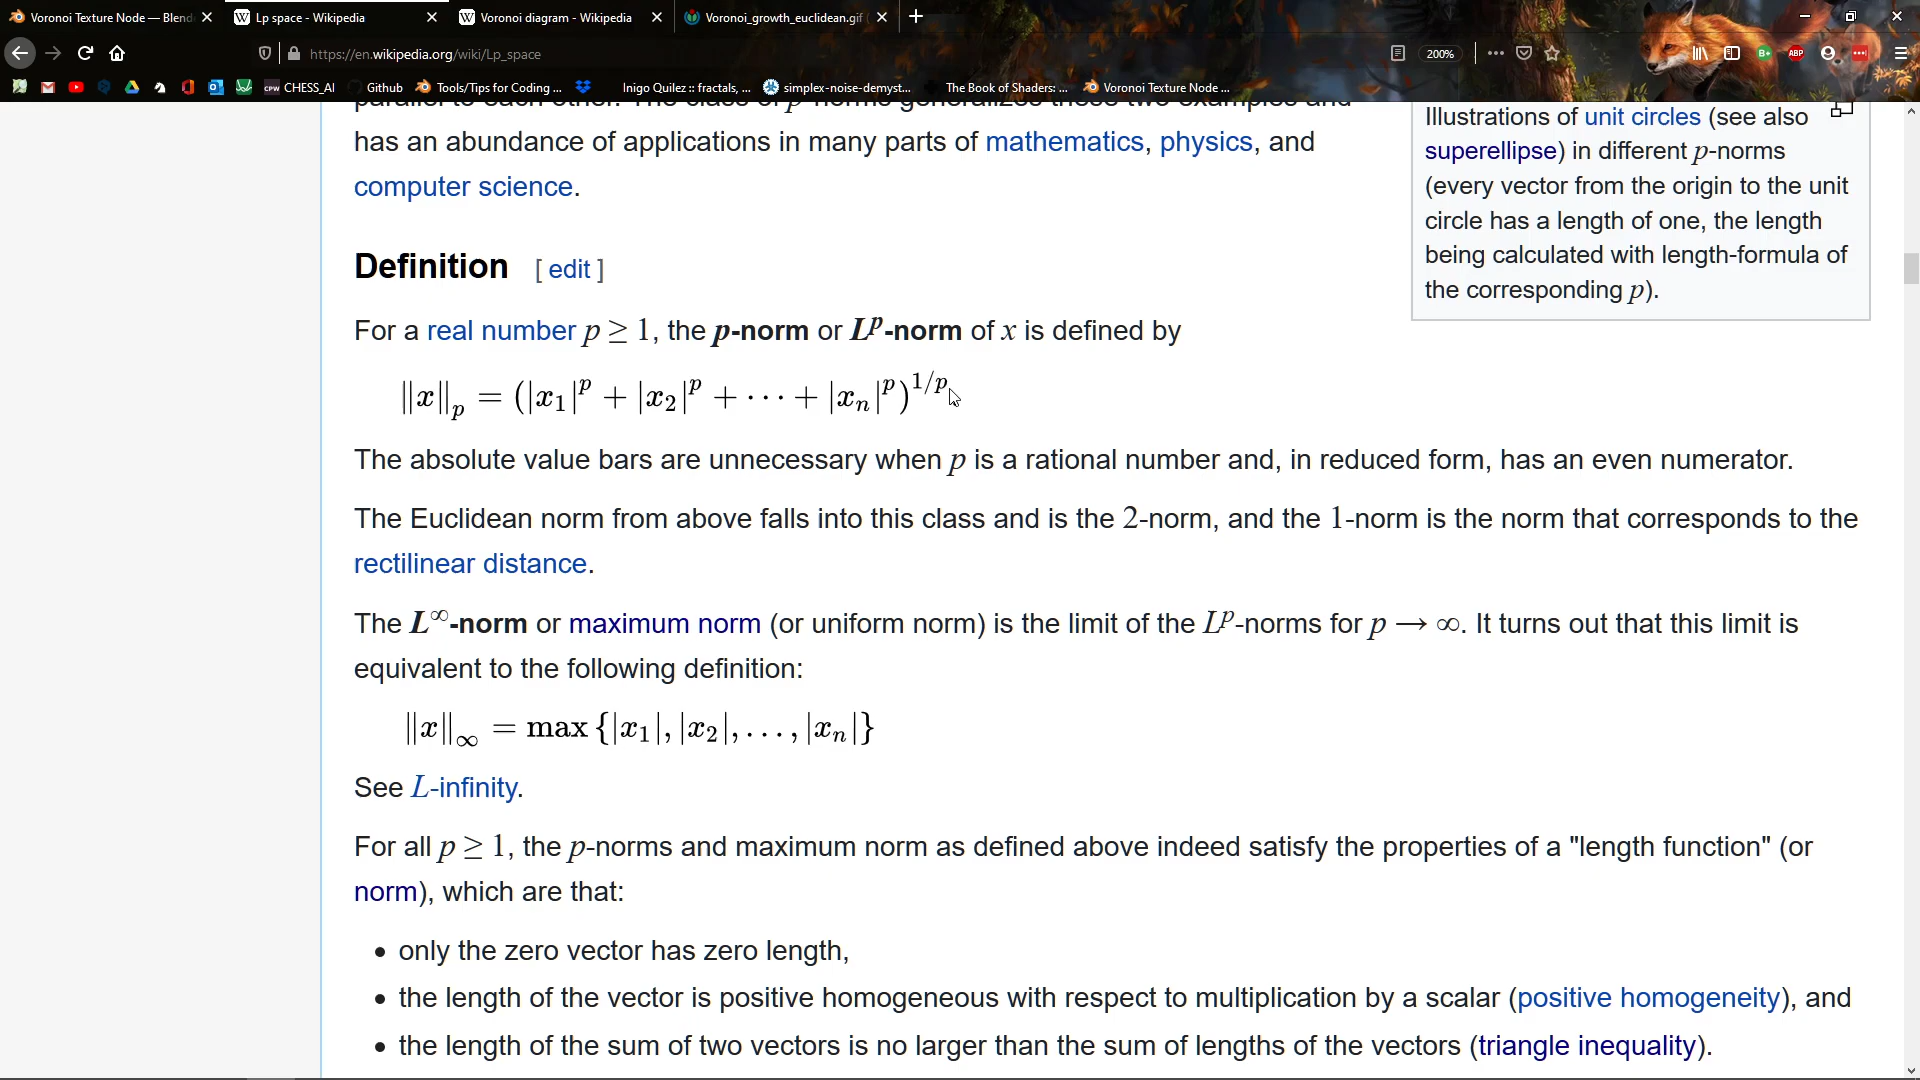 Voronoi Texture Node — Blend
Lp space - Wikipedia
Voronoi diagram - Wikipedia
Voronoi_growth_euclidean.gif
https://en.wikipedia.org/wiki/Lp_space
200%
CHESS_AI
Github
Tools/Tips for Coding ...
Inigo Quilez :: fractals, ...
simplex-noise-demyst...
The Book of Shaders: ...
Voronoi Texture Node ...
parallel to each other. The class of p-norms generalizes these two examples and
has an abundance of applications in many parts of mathematics, physics, and
computer science.
Illustrations of unit circles (see also
superellipse) in different p-norms
(every vector from the origin to the unit
circle has a length of one, the length
being calculated with length-formula of
the corresponding p).
Definition [ edit ]
For a real number p ≥ 1, the p-norm or Lᵖ-norm of x is defined by
‖x‖ₚ = (|x₁|ᵖ + |x₂|ᵖ + ⋯ + |xₙ|ᵖ)^1/p
The absolute value bars are unnecessary when p is a rational number and, in reduced form, has an even numerator.
The Euclidean norm from above falls into this class and is the 2-norm, and the 1-norm is the norm that corresponds to the
rectilinear distance.
The L^∞-norm or maximum norm (or uniform norm) is the limit of the Lᵖ-norms for p → ∞. It turns out that this limit is
equivalent to the following definition:
‖x‖_∞ = max {|x₁|, |x₂|, . . . , |xₙ|}
See L-infinity.
For all p ≥ 1, the p-norms and maximum norm as defined above indeed satisfy the properties of a "length function" (or
norm), which are that:
• only the zero vector has zero length,
• the length of the vector is positive homogeneous with respect to multiplication by a scalar (positive homogeneity), and
• the length of the sum of two vectors is no larger than the sum of lengths of the vectors (triangle inequality).